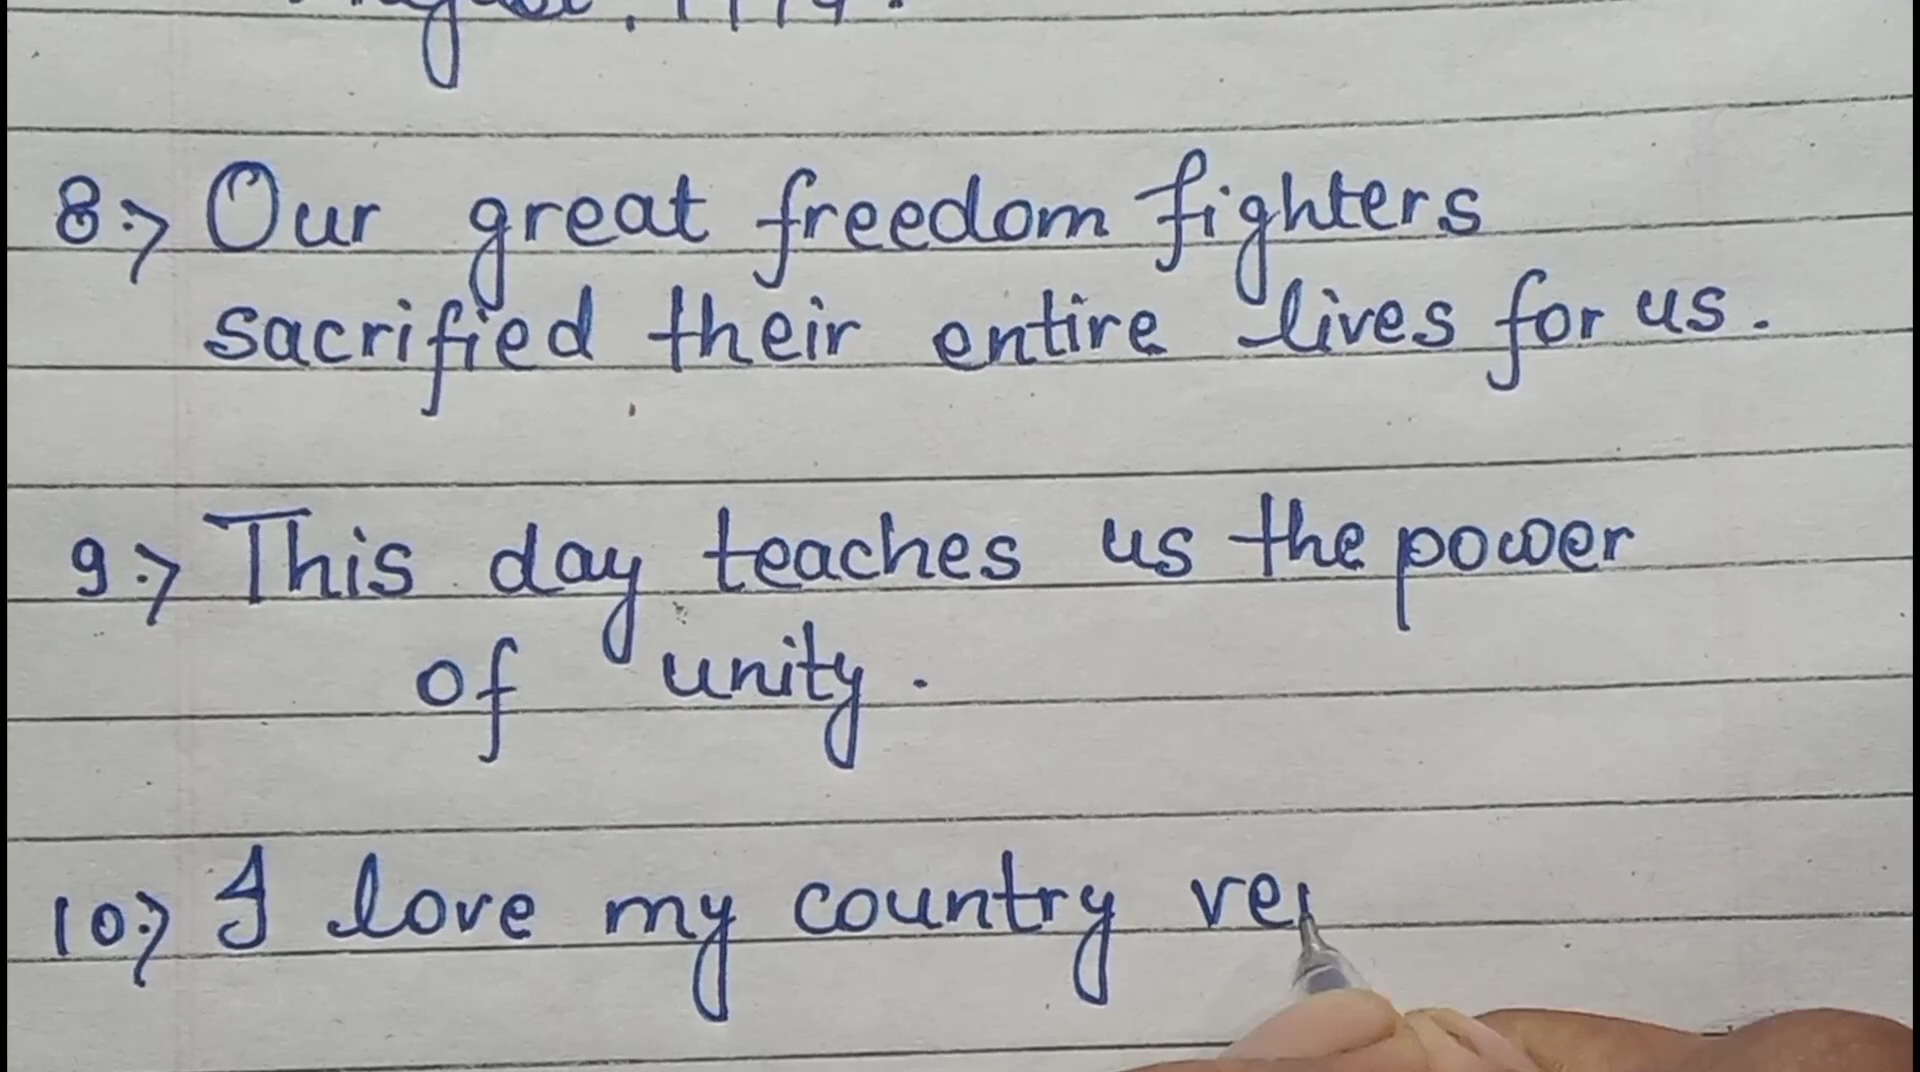 8:> Our great freedom fighters
sacrified their entire lives for us.
9:> This day teaches us the power
of unity.
10:> I love my country ver